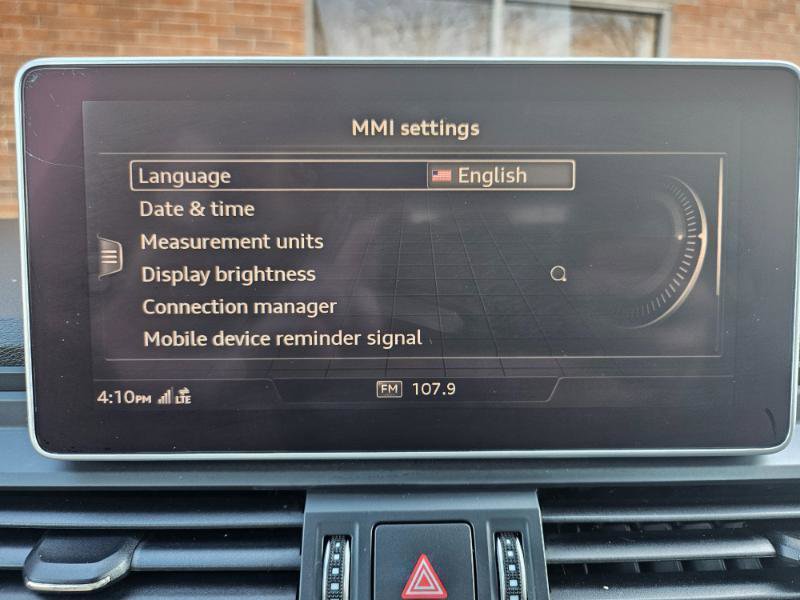 MMI settings
Language English
Date & time
Measurement units
Display brightness
Connection manager
Mobile device reminder signal
4:10PM LTE FM 107.9